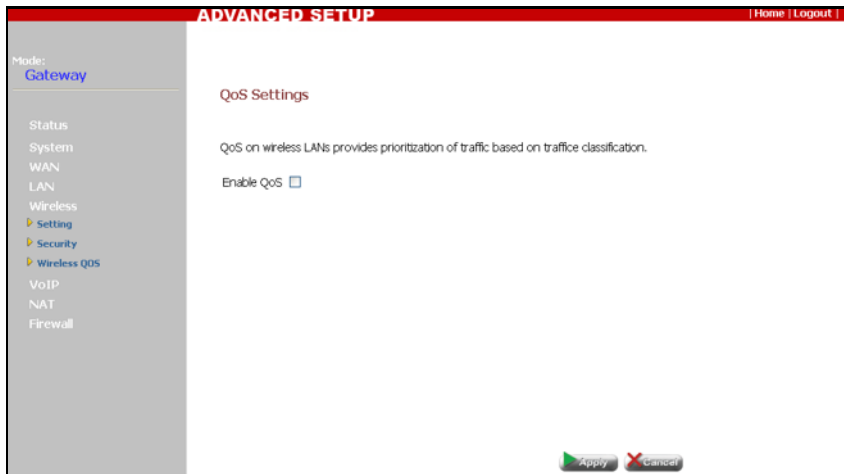 ADVANCED SETUP
| Home | Logout |
Mode:
Gateway
Status
System
WAN
LAN
Wireless
Setting
Security
Wireless QOS
VoIP
NAT
Firewall
QoS Settings
QoS on wireless LANs provides prioritization of traffic based on traffice classification.
Enable QoS
Apply
Cancel